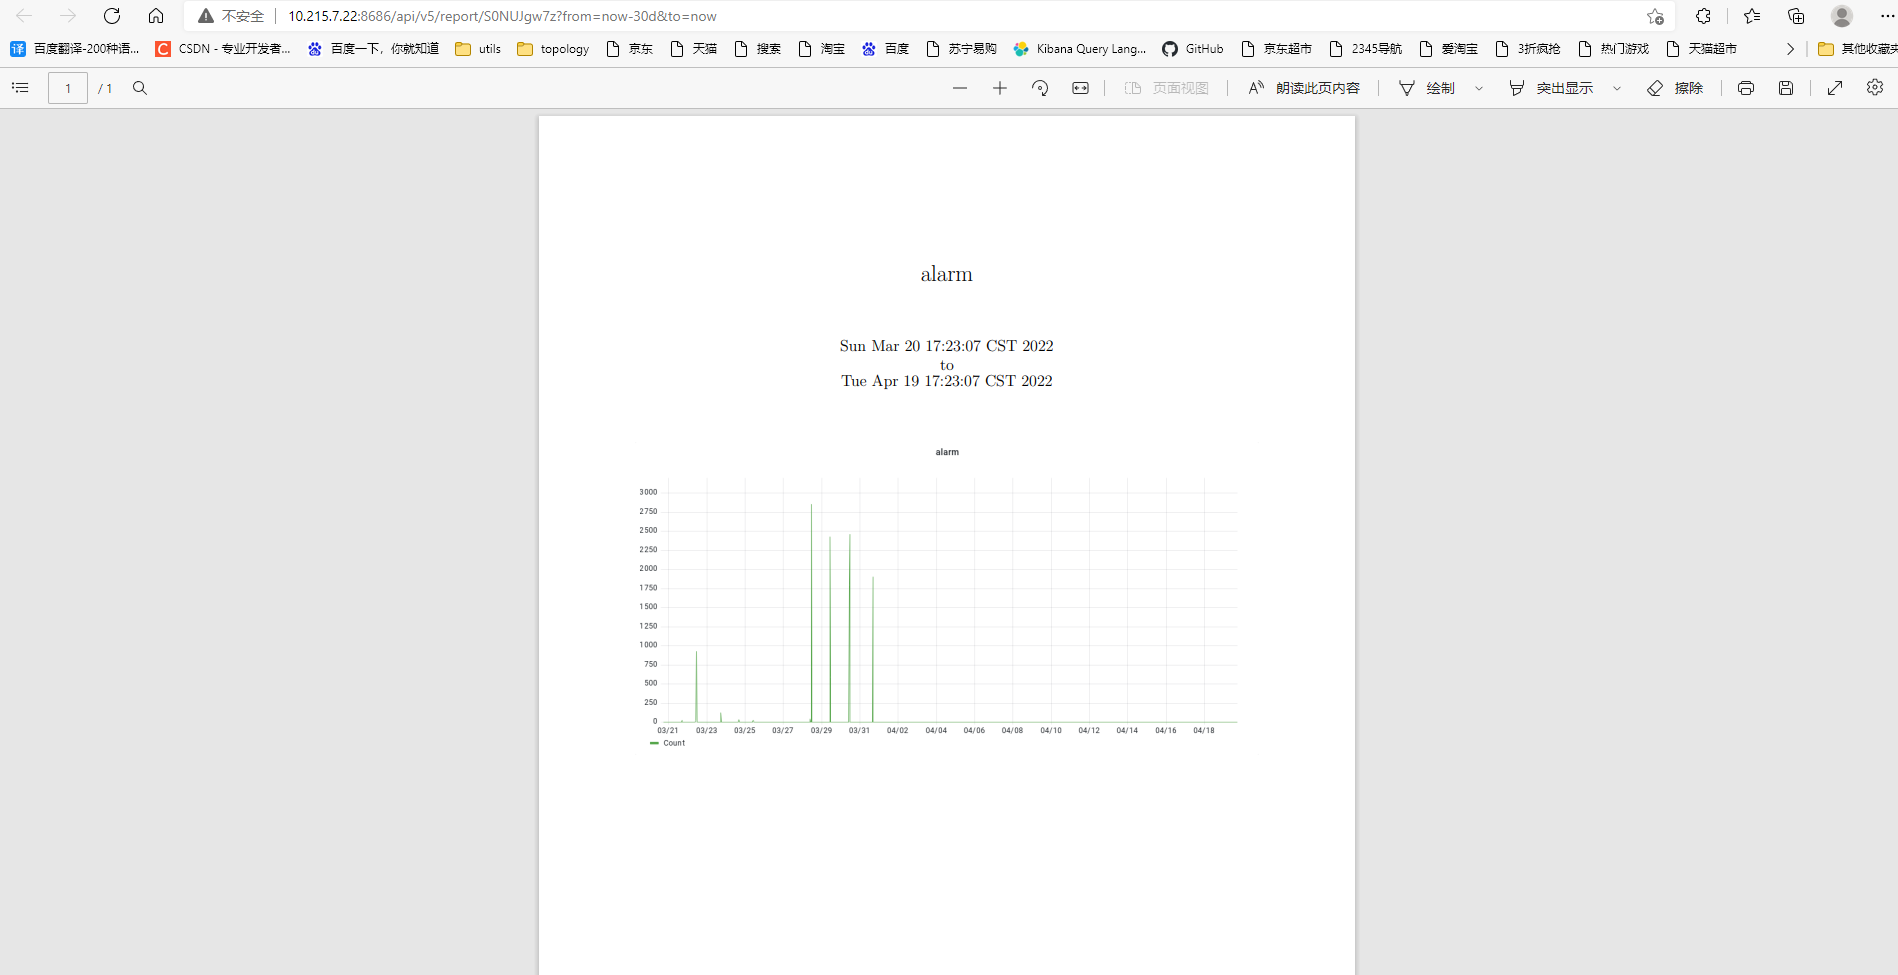 不安全 10.215.7.22:8686/api/v5/report/S0NUJgw7z?from=now-30d&to=now
译 百度翻译-200种语... C CSDN - 专业开发者... 百度一下，你就知道 utils topology 京东 天猫 搜索 淘宝 百度 苏宁易购 Kibana Query Lang... GitHub 京东超市 2345导航 爱淘宝 3折疯抢 热门游戏 天猫超市 其他收藏夹
1 / 1 页面视图 A 朗读此页内容 绘制 突出显示 擦除
alarm
Sun Mar 20 17:23:07 CST 2022
to
Tue Apr 19 17:23:07 CST 2022
alarm
3000
2750
2500
2250
2000
1750
1500
1250
1000
750
500
250
0
03/21 03/23 03/25 03/27 03/29 03/31 04/02 04/04 04/06 04/08 04/10 04/12 04/14 04/16 04/18
Count